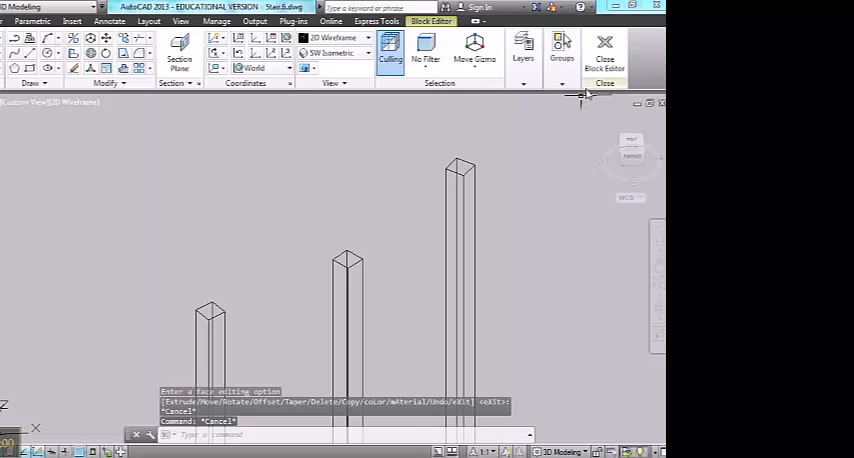 3D Modeling
AutoCAD 2013 - EDUCATIONAL VERSION - Stair.6.dwg
Type a keyword or phrase
Sign In
Parametric Insert Annotate Layout View Manage Output Plug-ins Online Express Tools Block Editor
Section Plane
World
2D Wireframe
SW Isometric
Culling
No Filter
Move Gizmo
Layers
Groups
Close Block Editor
Draw
Modify
Section
Coordinates
View
Selection
Close
[Custom View][2D Wireframe]
TOP
FRONT
WCS
Enter a face editing option
[Extrude/Move/Rotate/Offset/Taper/Delete/Copy/coLor/mAterial/Undo/eXit] <eXit>:
*Cancel*
Command: *Cancel*
Type a command
Z
X
:00
1:1
3D Modeling